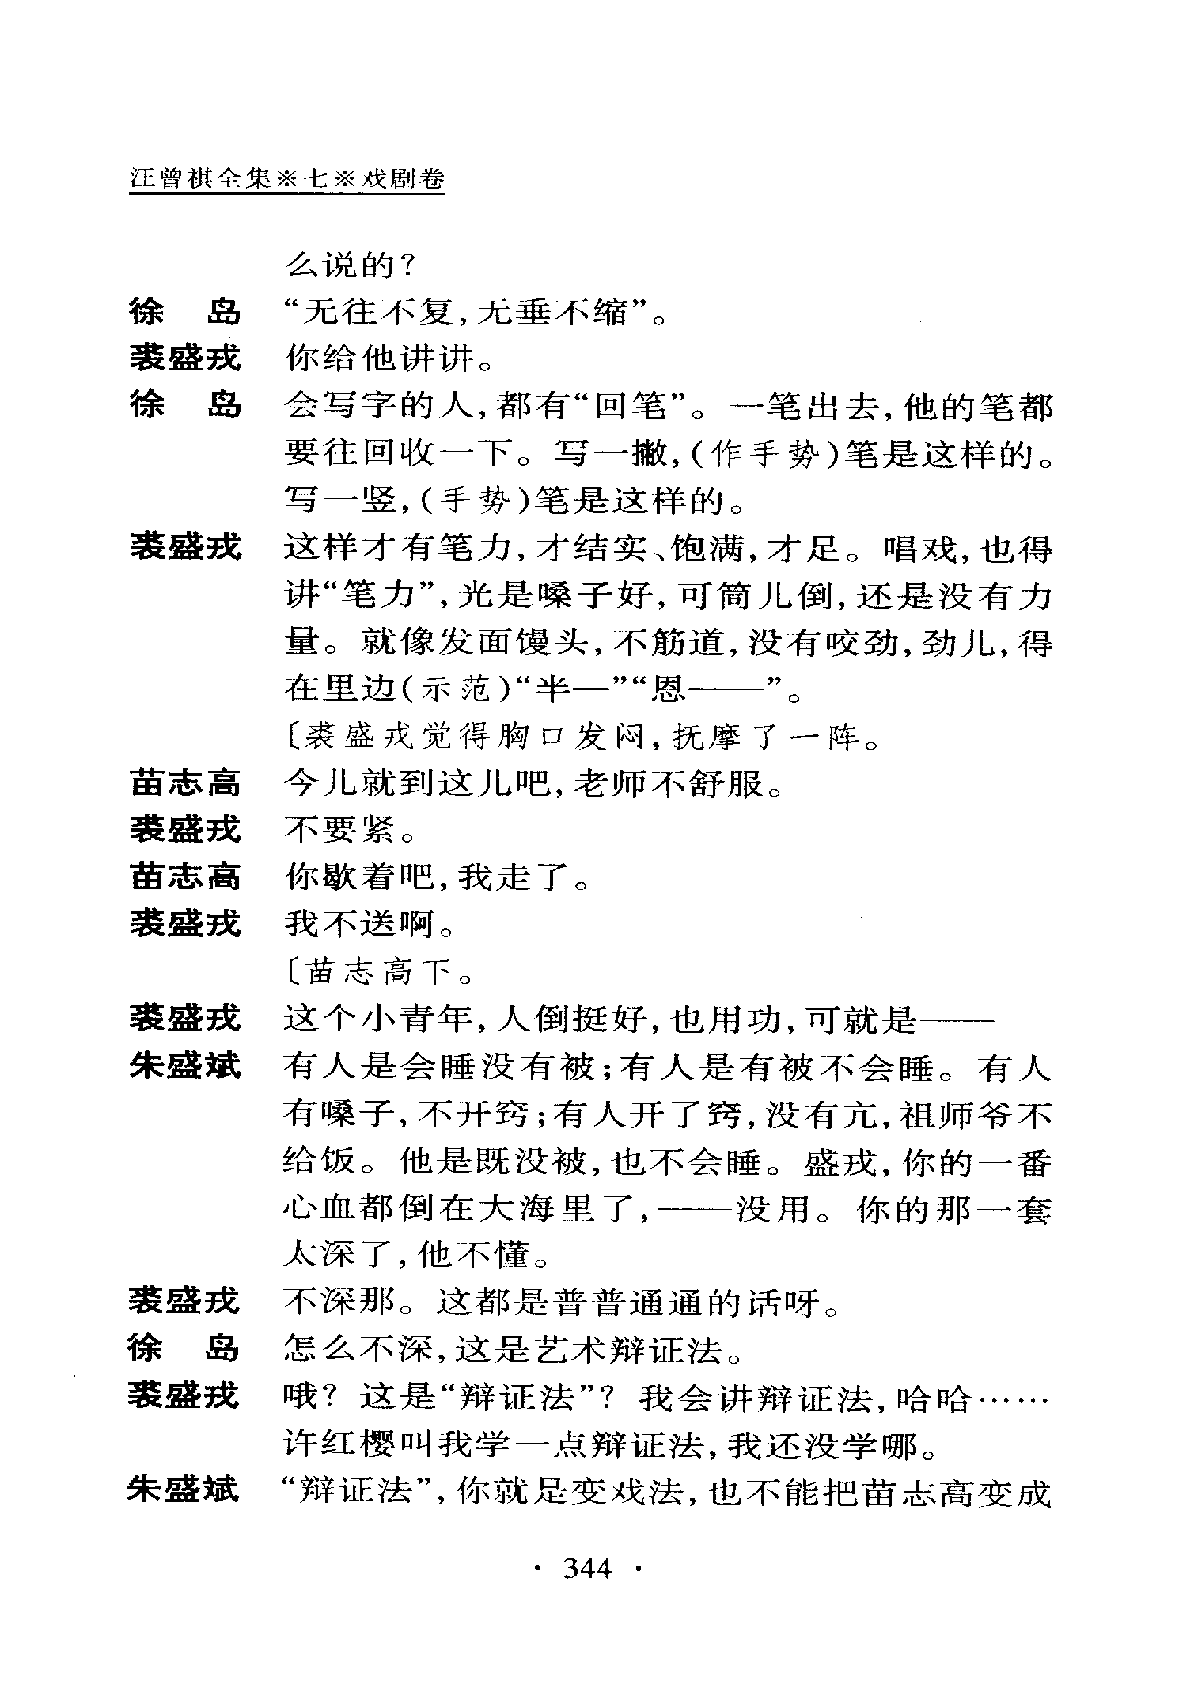 汪曾祺全集※七※戏剧卷
么说的？
徐　岛　“无往不复，无垂不缩”。
裘盛戎　你给他讲讲。
徐　岛　会写字的人，都有“回笔”。一笔出去，他的笔都
要往回收一下。写一撇，（作手势）笔是这样的。
写一竖，（手势）笔是这样的。
裘盛戎　这样才有笔力，才结实、饱满，才足。唱戏，也得
讲“笔力”，光是嗓子好，可筒儿倒，还是没有力
量。就像发面馒头，不筋道，没有咬劲，劲儿，得
在里边（示范）“半—”“恩——”。
〔裘盛戎觉得胸口发闷，抚摩了一阵。
苗志高　今儿就到这儿吧，老师不舒服。
裘盛戎　不要紧。
苗志高　你歇着吧，我走了。
裘盛戎　我不送啊。
〔苗志高下。
裘盛戎　这个小青年，人倒挺好，也用功，可就是——
朱盛斌　有人是会睡没有被；有人是有被不会睡。有人
有嗓子，不开窍；有人开了窍，没有亢，祖师爷不
给饭。他是既没被，也不会睡。盛戎，你的一番
心血都倒在大海里了，——没用。你的那一套
太深了，他不懂。
裘盛戎　不深那。这都是普普通通的话呀。
徐　岛　怎么不深，这是艺术辩证法。
裘盛戎　哦？这是“辩证法”？我会讲辩证法，哈哈……
许红樱叫我学一点辩证法，我还没学哪。
朱盛斌　“辩证法”，你就是变戏法，也不能把苗志高变成
· 344 ·